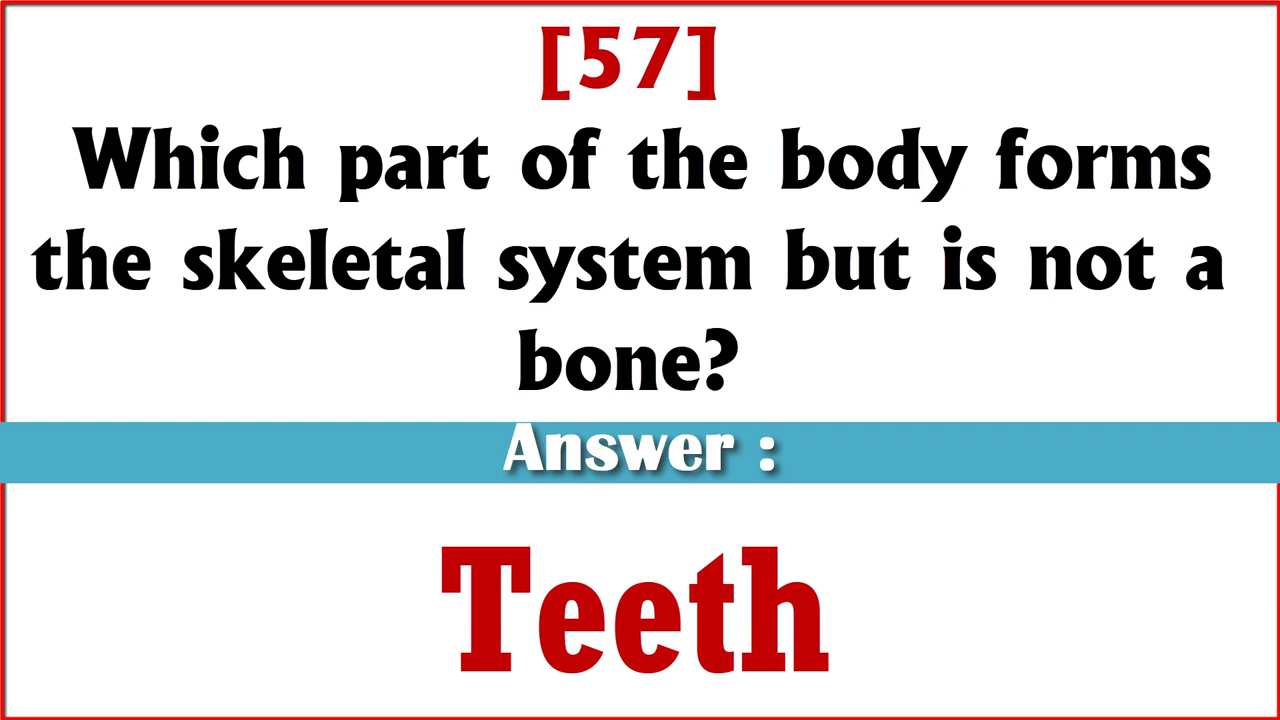 [57]
Which part of the body forms
the skeletal system but is not a
bone?
Answer :
Teeth